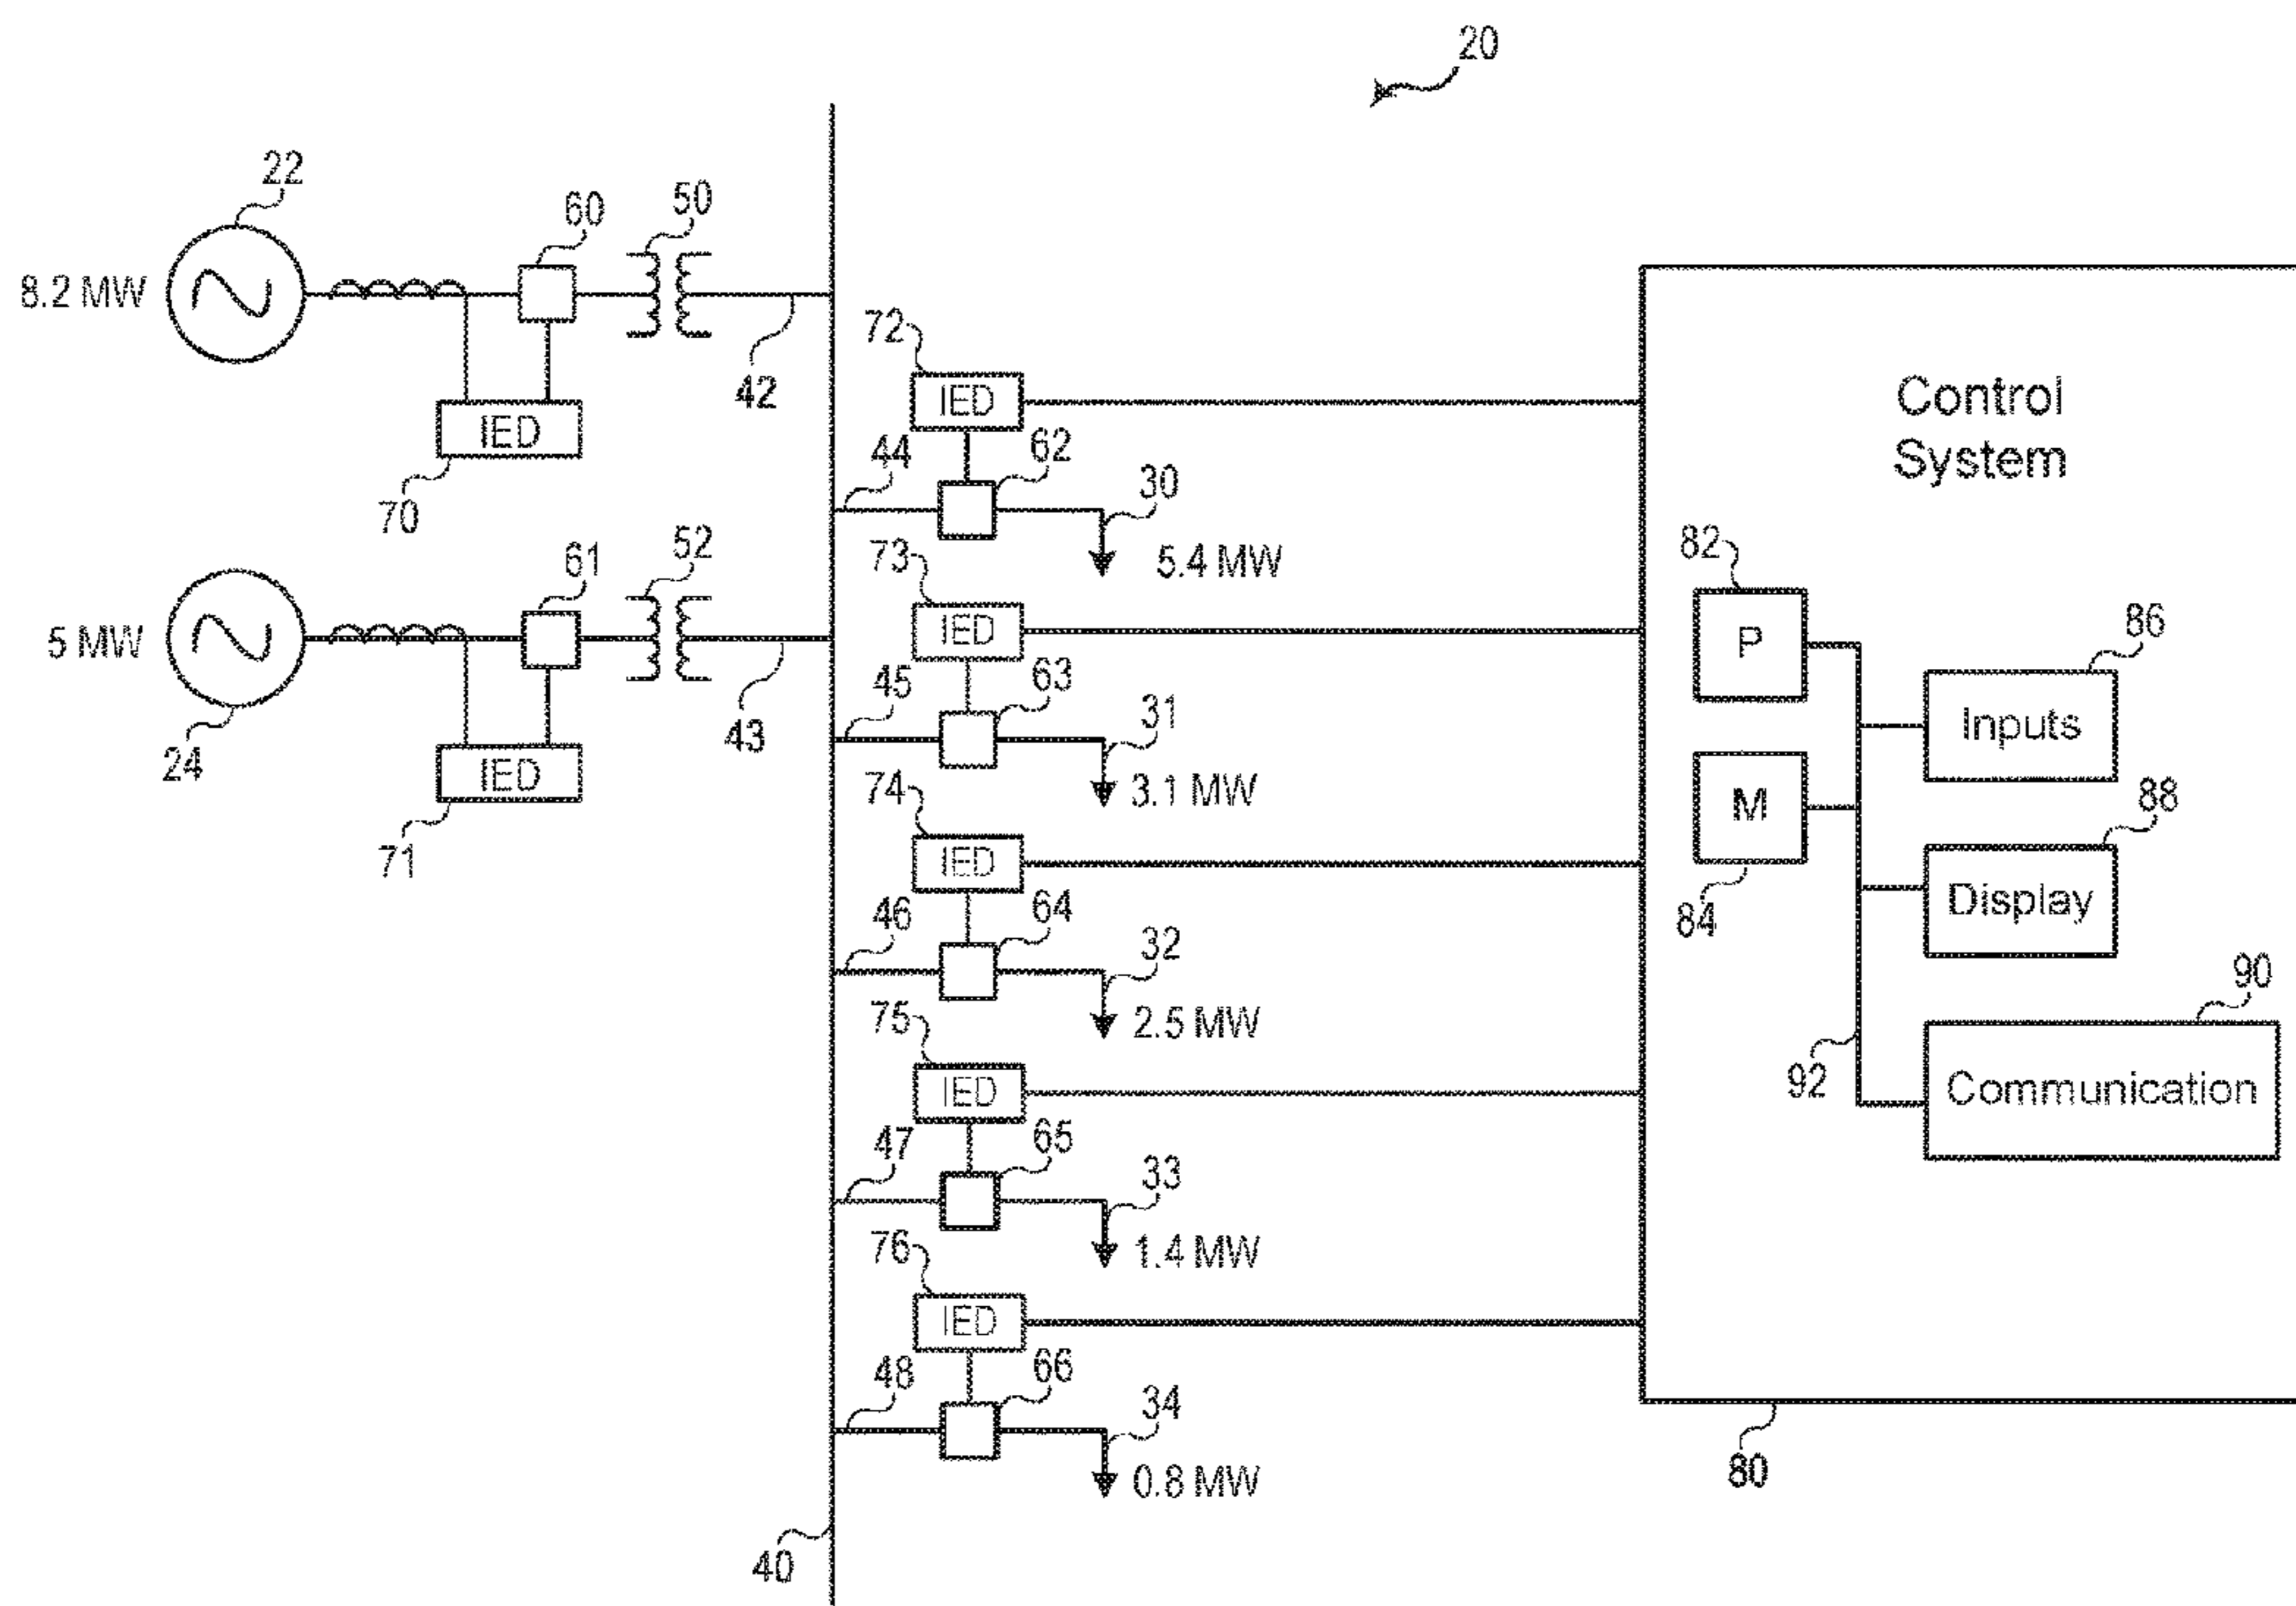 20
22
60
50
8.2 MW
42
72
IED
IED
70
44
62
30
5.4 MW
Control
System
61
52
73
IED
5 MW
43
24
IED
71
45
63
31
3.1 MW
82
P
86
Inputs
M
84
88
Display
74
IED
46
64
32
2.5 MW
90
Communication
92
75
IED
47
65
33
1.4 MW
76
IED
48
66
34
0.8 MW
80
40